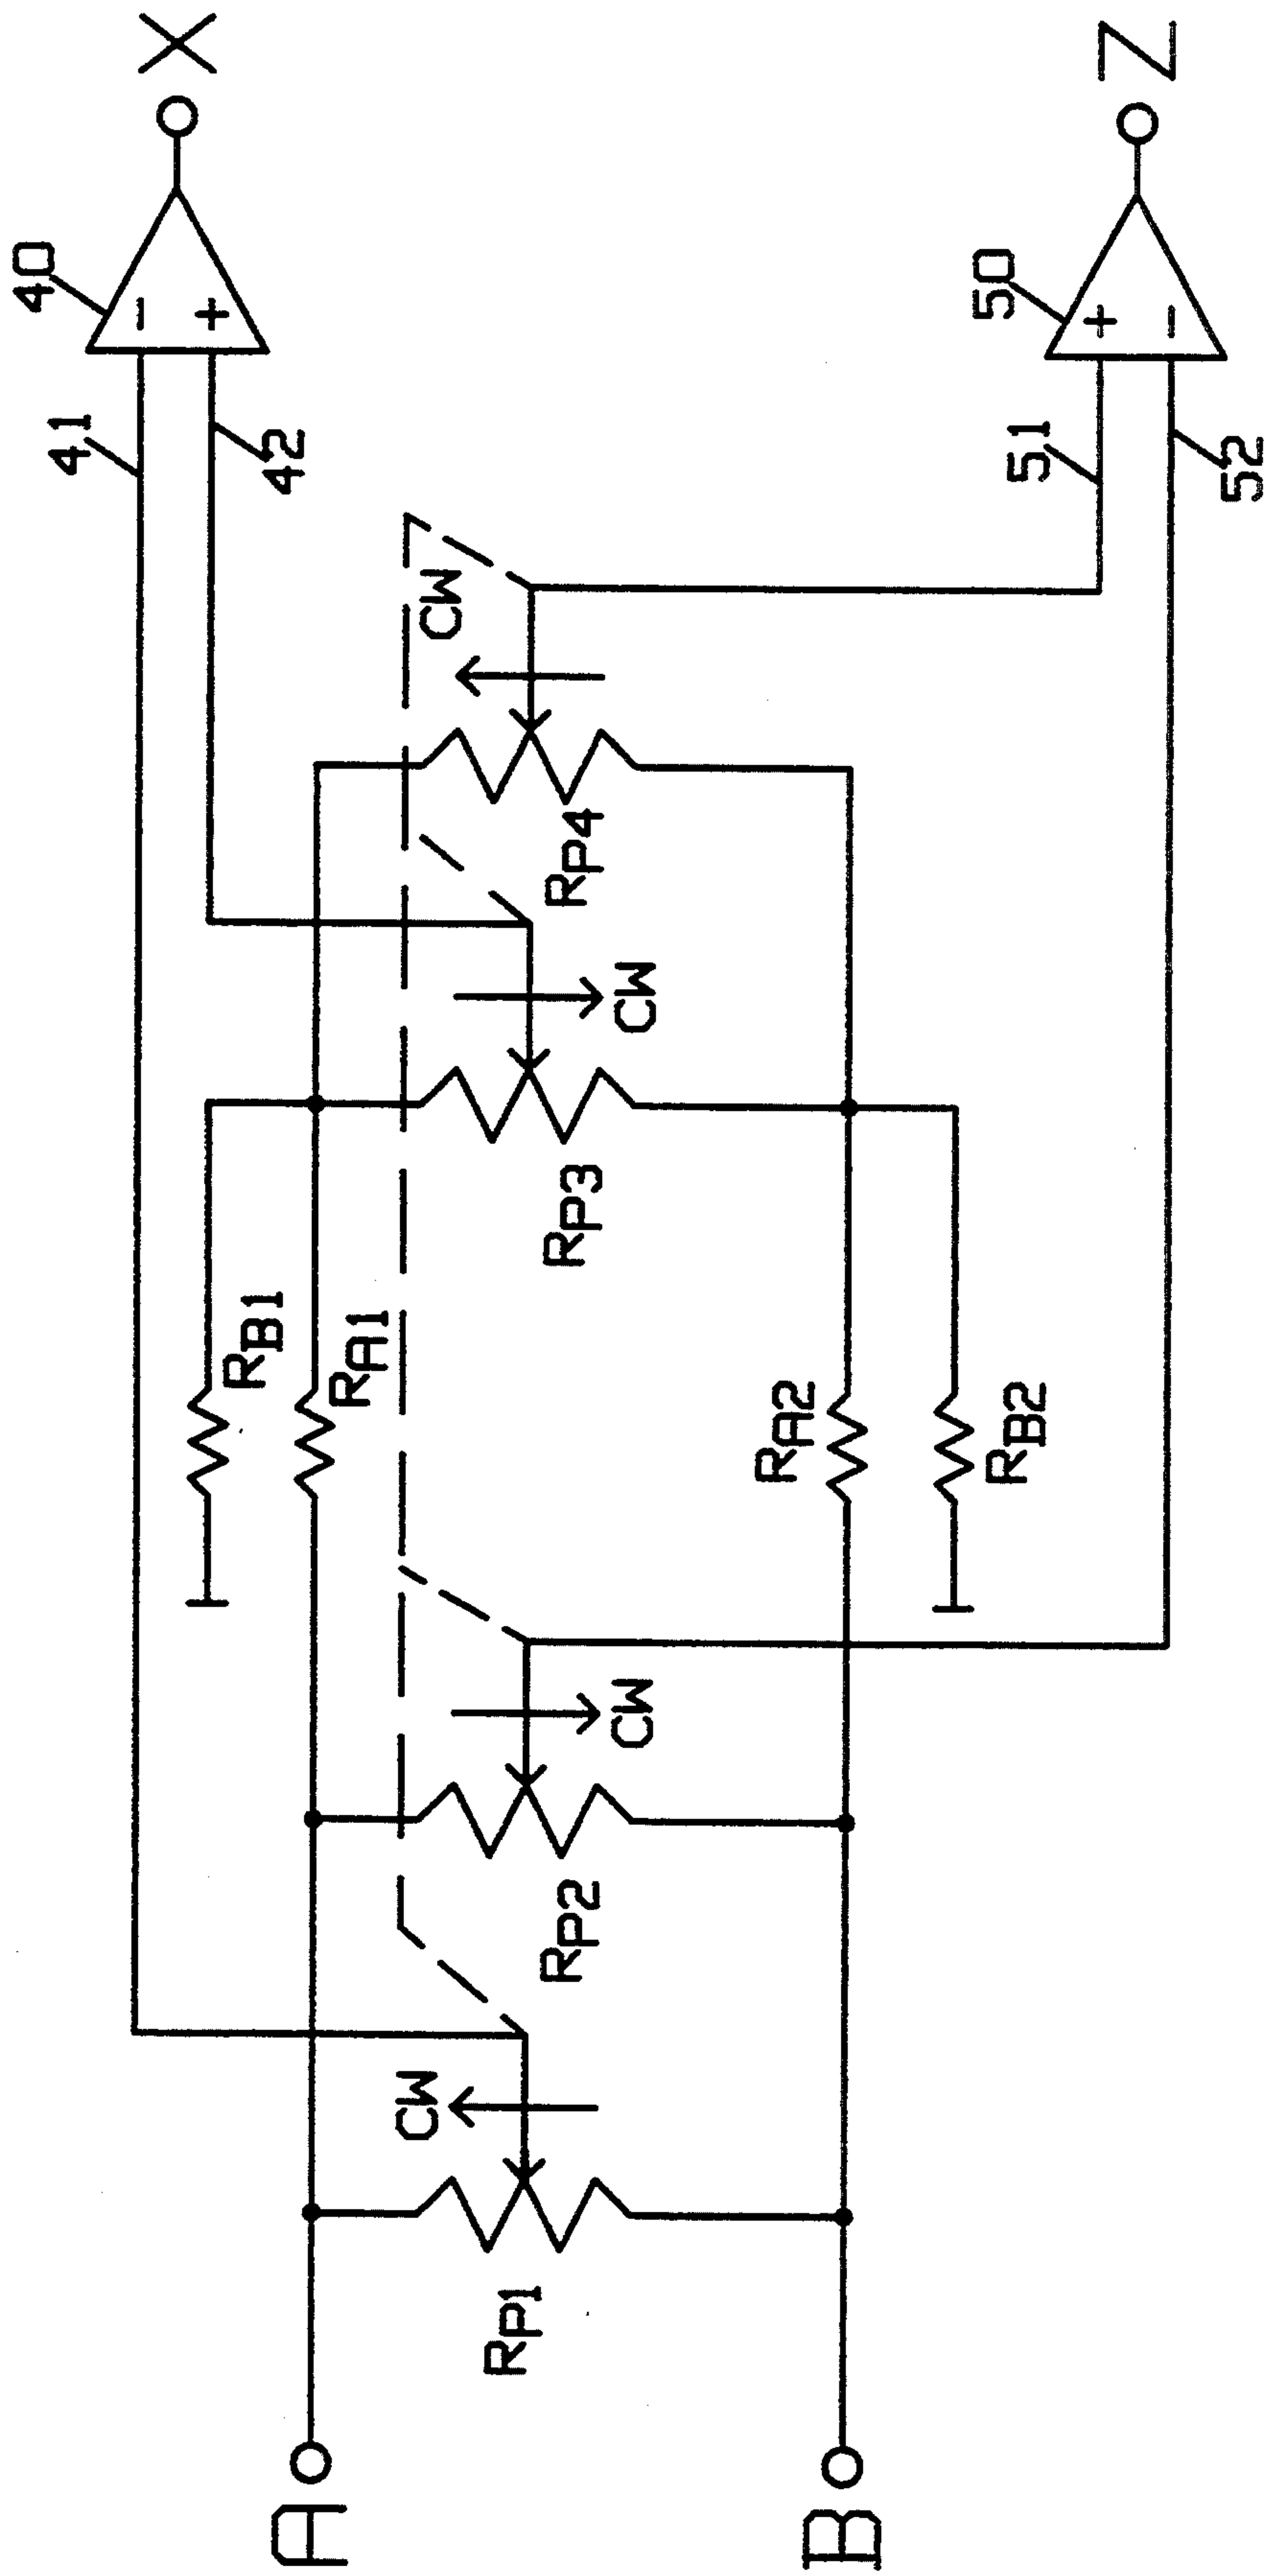 X
40
-
+
41
42
CW
RP4
CW
RP3
RB1
RA1
CW
RP2
CW
RP1
A
Z
50
+
-
51
52
RA2
RB2
B